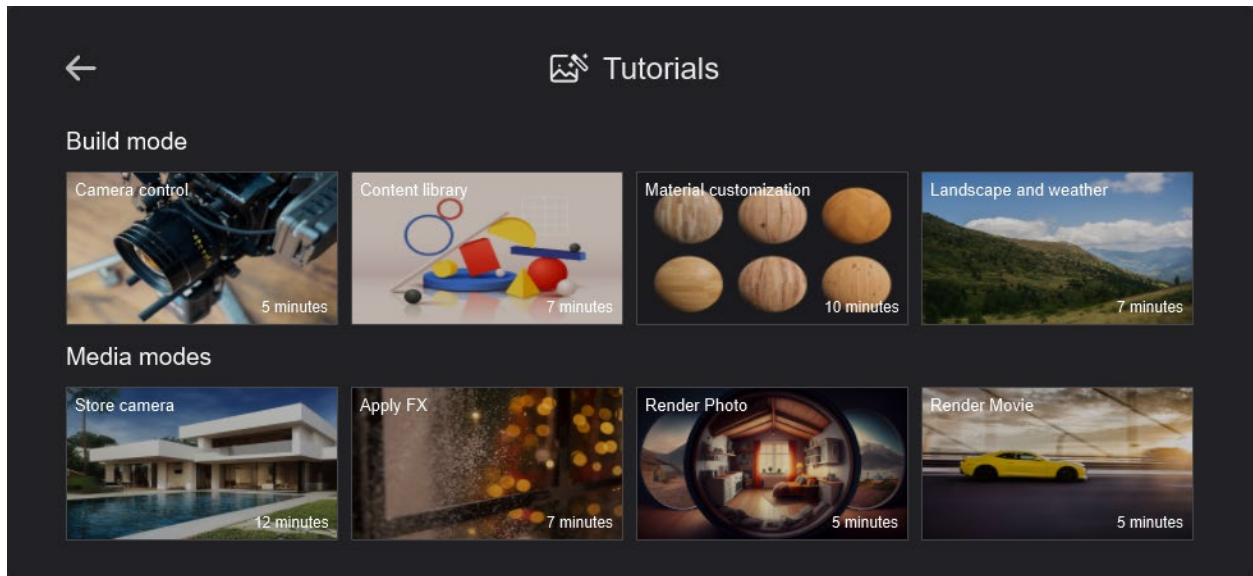 Tutorials
Build mode
Camera control
5 minutes
Content library
7 minutes
Material customization
10 minutes
Landscape and weather
7 minutes
Media modes
Store camera
12 minutes
Apply FX
7 minutes
Render Photo
5 minutes
Render Movie
5 minutes